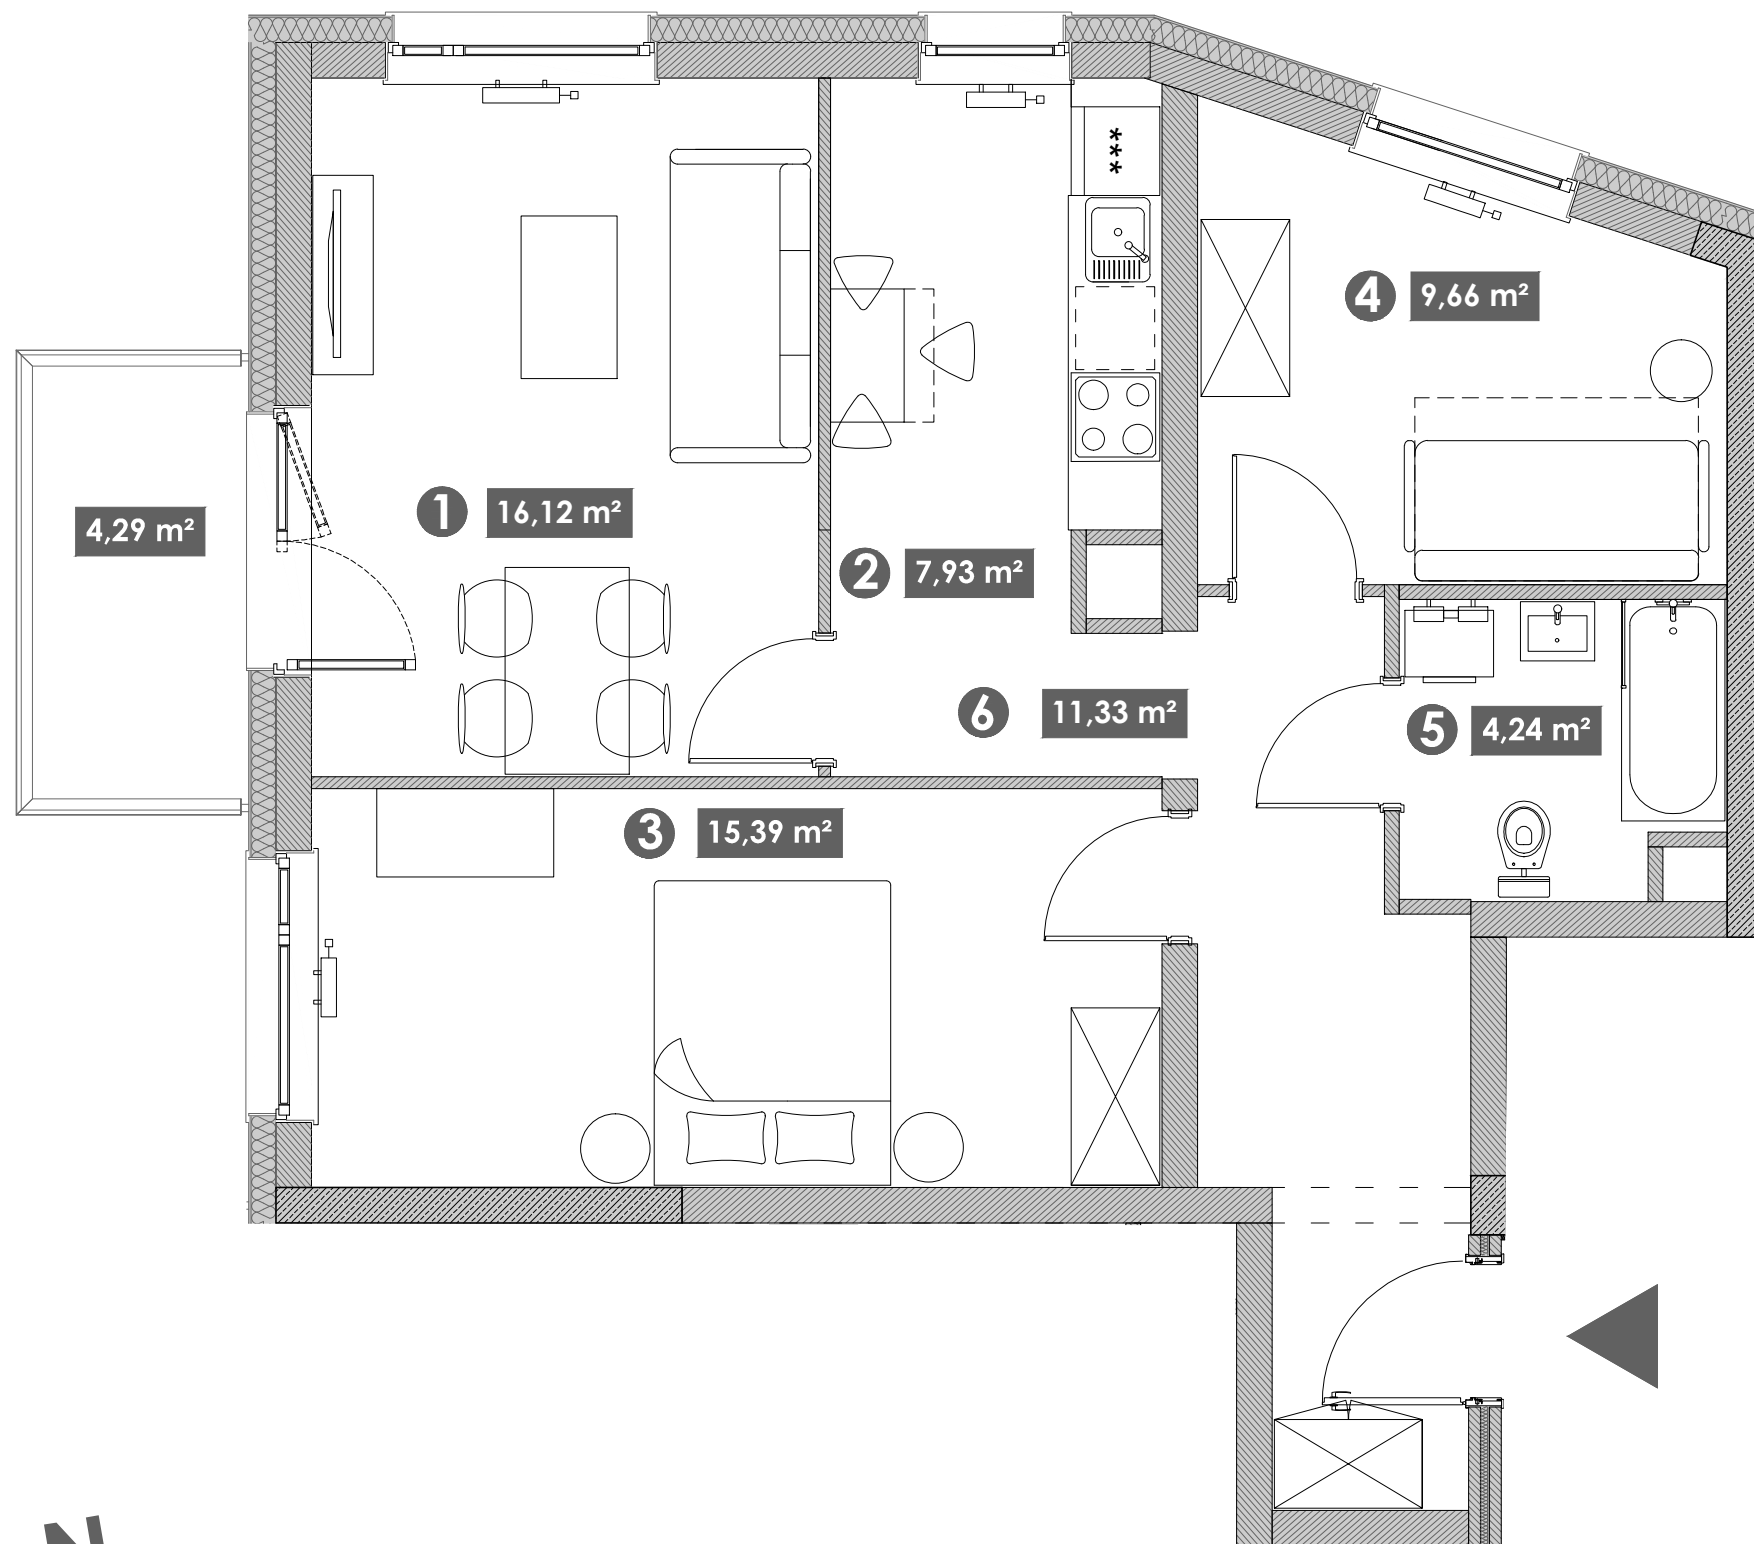 ***
4 9,66 m²
1 16,12 m²
4,29 m²
2 7,93 m²
6 11,33 m²
5 4,24 m²
3 15,39 m²
N